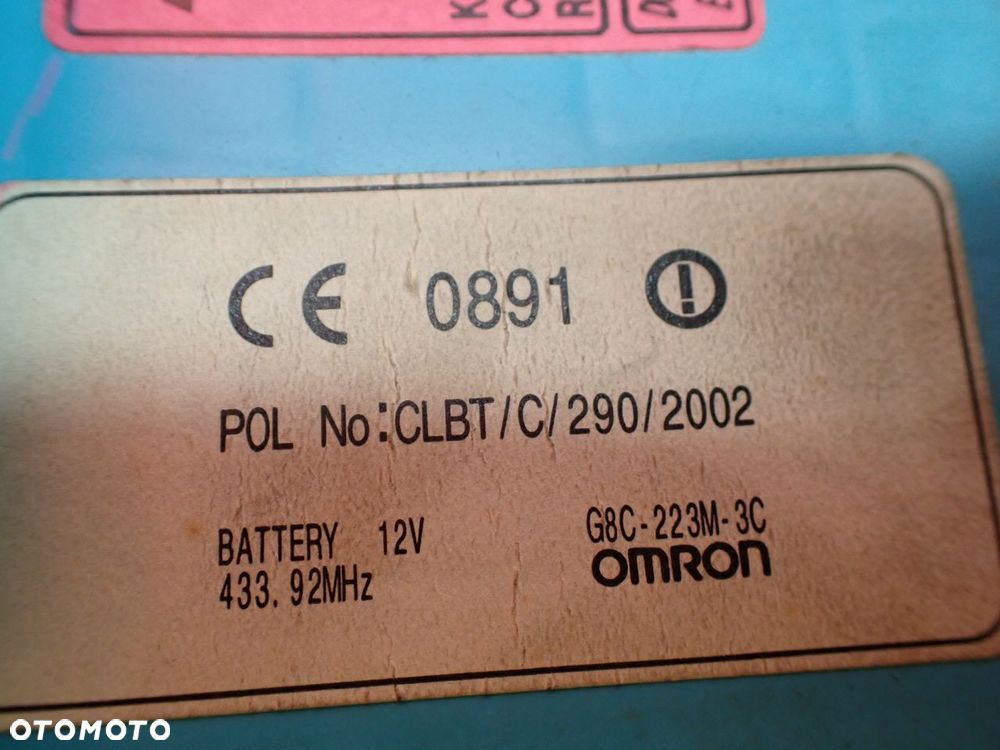 CE 0891
POL No:CLBT/C/290/2002
BATTERY 12V
433.92MHz
G8C-223M-3C
OMRON
OTOMOTO